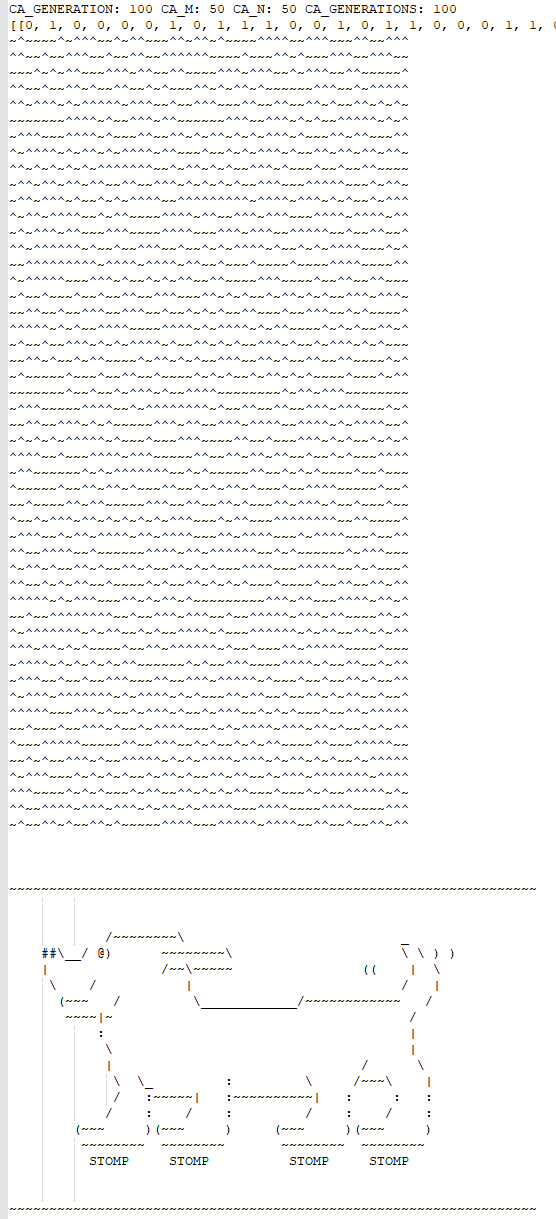 CA_GENERATION: 100 CA_M: 50 CA_N: 50 CA_GENERATIONS: 100
[[0, 1, 0, 0, 0, 0, 1, 0, 1, 1, 1, 0, 0, 1, 0, 1, 1, 0, 0, 0, 1, 1,
STOMP STOMP STOMP STOMP